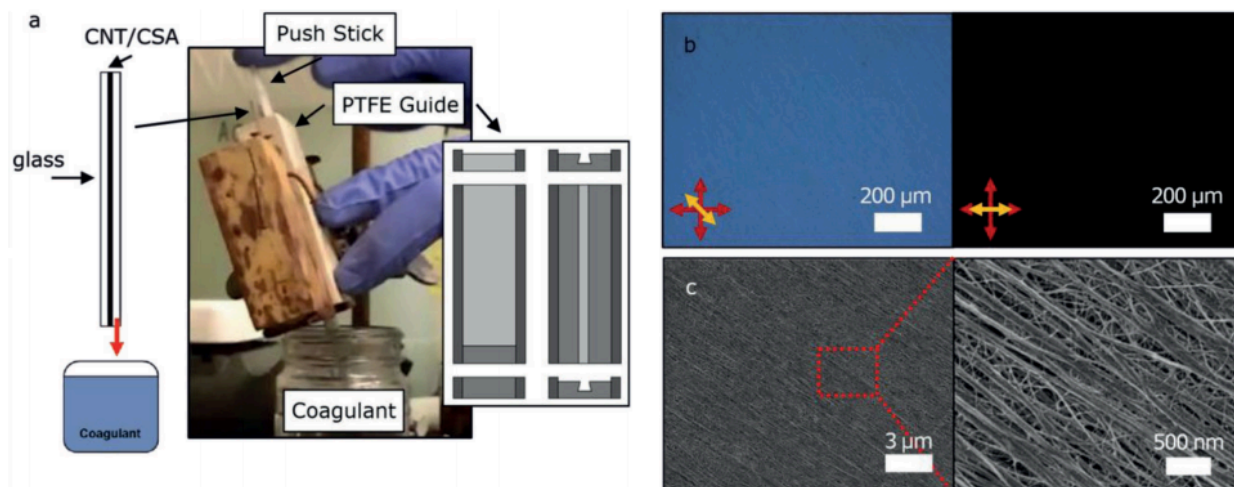 a
CNT/CSA
Push Stick
PTFE Guide
glass
Coagulant
Coagulant
b
200 µm
200 µm
c
3 µm
500 nm